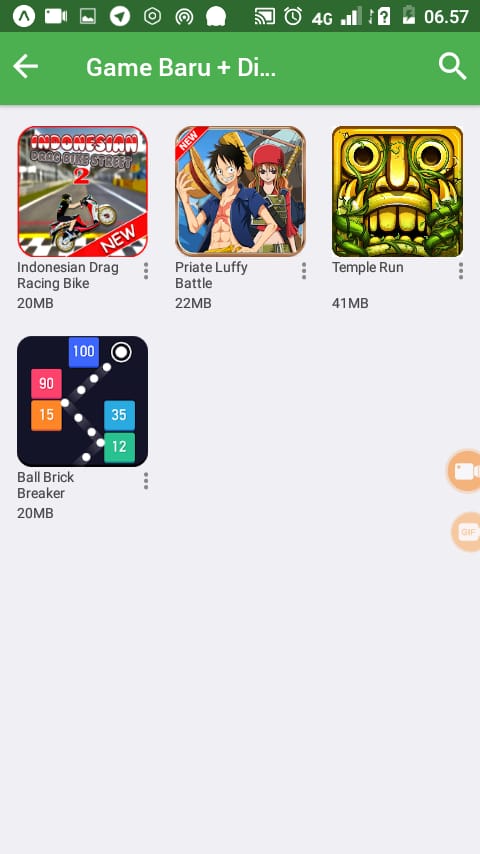 4G
06.57
Game Baru + Di...
INDONESIAN
DRAG BIKE STREET
2
NEW
NEW
Indonesian Drag
Racing Bike
20MB
Priate Luffy
Battle
22MB
Temple Run
41MB
100
90
15
35
12
Ball Brick
Breaker
20MB
GIF